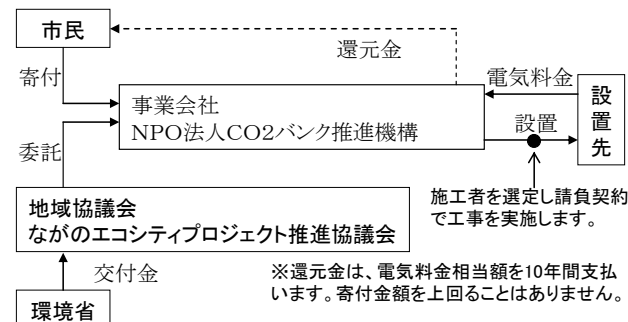 市民
還元金
寄付
電気料金
事業会社
NPO法人CO2バンク推進機構
設置
設置先
委託
施工者を選定し請負契約
で工事を実施します。
地域協議会
ながのエコシティプロジェクト推進協議会
交付金
※還元金は、電気料金相当額を10年間支払
います。寄付金額を上回ることはありません。
環境省